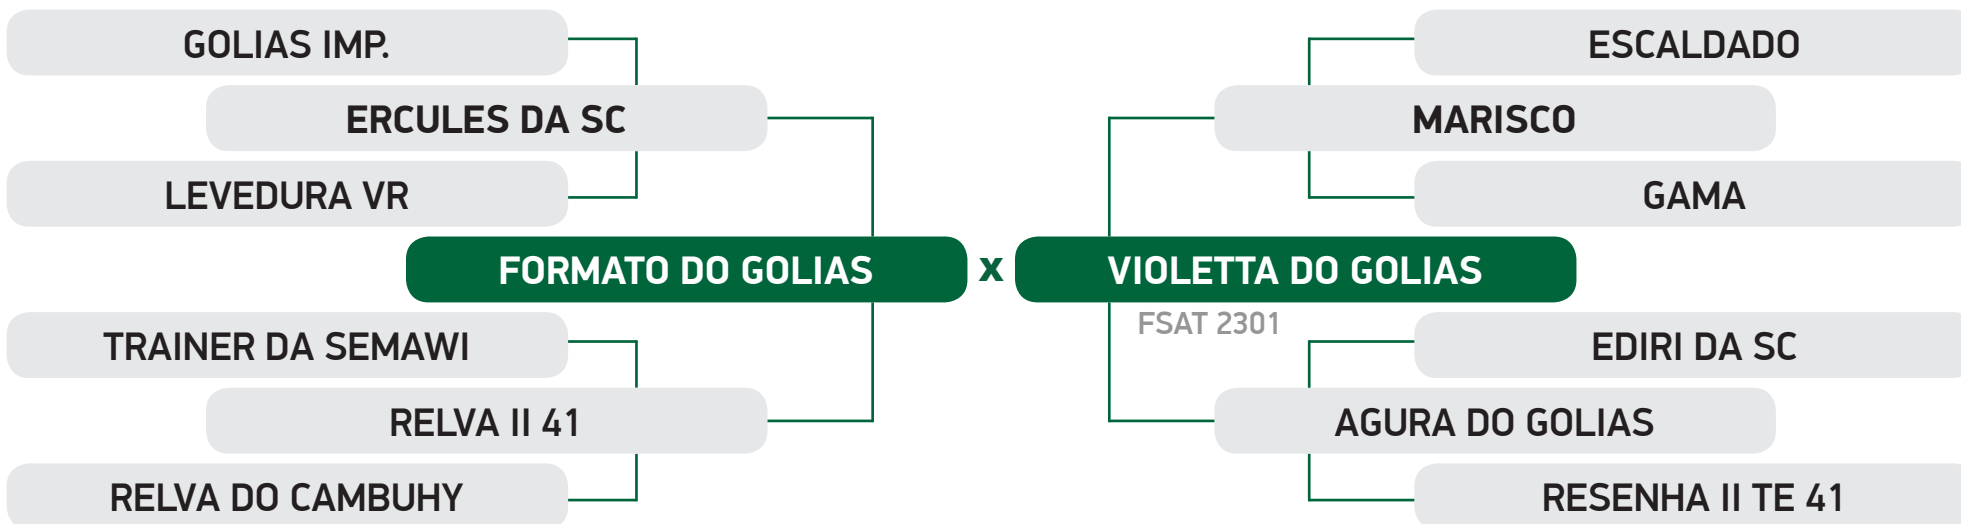 GOLIAS IMP.
ESCALDADO
ERCULES DA SC
MARISCO
LEVEDURA VR
GAMA
FORMATO DO GOLIAS x VIOLETTA DO GOLIAS
FSAT 2301
TRAINER DA SEMAWI
EDIRI DA SC
RELVA II 41
AGURA DO GOLIAS
RELVA DO CAMBUHY
RESENHA II TE 41